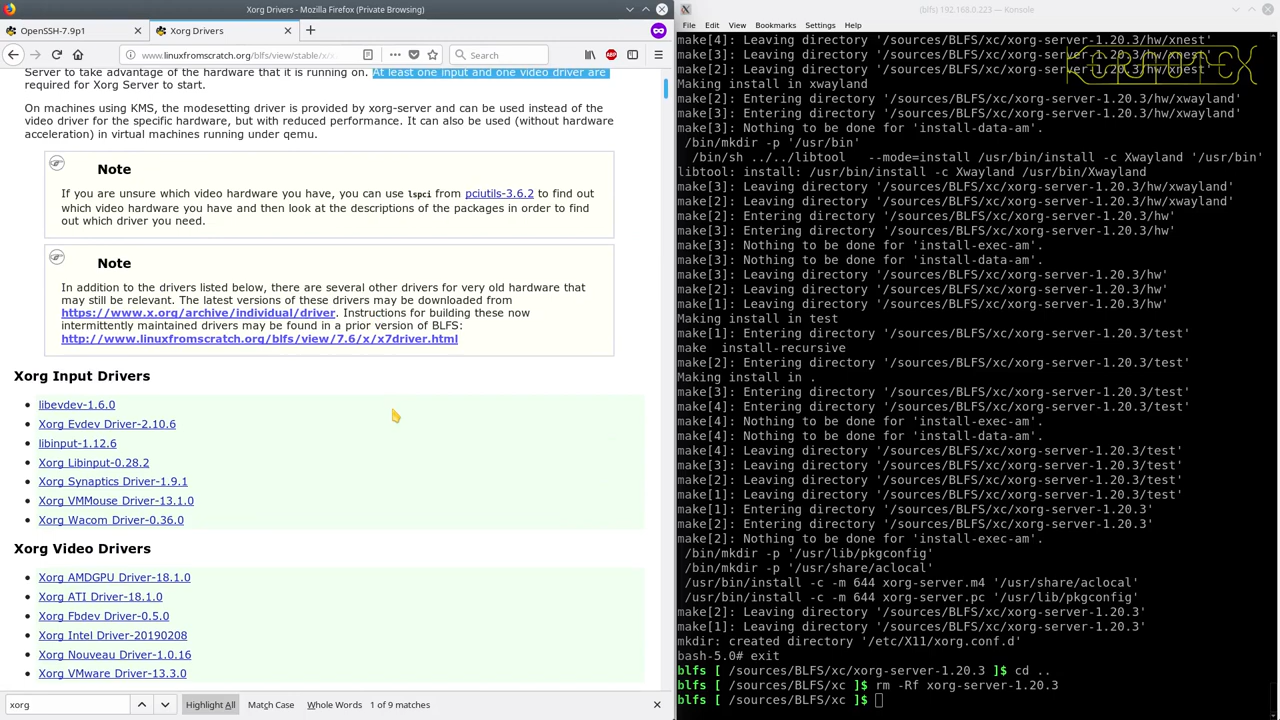 Xorg Drivers - Mozilla Firefox (Private Browsing)
OpenSSH-7.9p1
Xorg Drivers
www.linuxfromscratch.org/blfs/view/stable/x
Search
Server to take advantage of the hardware that it is running on. At least one input and one video driver are
required for Xorg Server to start.
On machines using KMS, the modesetting driver is provided by xorg-server and can be used instead of the
video driver for the specific hardware, but with reduced performance. It can also be used (without hardware
acceleration) in virtual machines running under qemu.
Note
If you are unsure which video hardware you have, you can use lspci from pciutils-3.6.2 to find out
which video hardware you have and then look at the descriptions of the packages in order to find
out which driver you need.
Note
In addition to the drivers listed below, there are several other drivers for very old hardware that
may still be relevant. The latest versions of these drivers may be downloaded from
https://www.x.org/archive/individual/driver. Instructions for building these now
intermittently maintained drivers may be found in a prior version of BLFS:
http://www.linuxfromscratch.org/blfs/view/7.6/x/x7driver.html
Xorg Input Drivers
libevdev-1.6.0
Xorg Evdev Driver-2.10.6
libinput-1.12.6
Xorg Libinput-0.28.2
Xorg Synaptics Driver-1.9.1
Xorg VMMouse Driver-13.1.0
Xorg Wacom Driver-0.36.0
Xorg Video Drivers
Xorg AMDGPU Driver-18.1.0
Xorg ATI Driver-18.1.0
Xorg Fbdev Driver-0.5.0
Xorg Intel Driver-20190208
Xorg Nouveau Driver-1.0.16
Xorg VMware Driver-13.3.0
xorg
Highlight All
Match Case
Whole Words
1 of 9 matches
(blfs) 192.168.0.223 — Konsole
File Edit View Bookmarks Settings Help
make[4]: Leaving directory '/sources/BLFS/xc/xorg-server-1.20.3/hw/xnest'
make[3]: Leaving directory '/sources/BLFS/xc/xorg-server-1.20.3/hw/xnest'
make[2]: Leaving directory '/sources/BLFS/xc/xorg-server-1.20.3/hw/xnest'
Making install in xwayland
make[2]: Entering directory '/sources/BLFS/xc/xorg-server-1.20.3/hw/xwayland'
make[3]: Entering directory '/sources/BLFS/xc/xorg-server-1.20.3/hw/xwayland'
make[3]: Nothing to be done for 'install-data-am'.
/bin/mkdir -p '/usr/bin'
/bin/sh ../../libtool --mode=install /usr/bin/install -c Xwayland '/usr/bin'
libtool: install: /usr/bin/install -c Xwayland /usr/bin/Xwayland
make[3]: Leaving directory '/sources/BLFS/xc/xorg-server-1.20.3/hw/xwayland'
make[2]: Leaving directory '/sources/BLFS/xc/xorg-server-1.20.3/hw/xwayland'
make[2]: Entering directory '/sources/BLFS/xc/xorg-server-1.20.3/hw'
make[3]: Entering directory '/sources/BLFS/xc/xorg-server-1.20.3/hw'
make[3]: Nothing to be done for 'install-exec-am'.
make[3]: Nothing to be done for 'install-data-am'.
make[3]: Leaving directory '/sources/BLFS/xc/xorg-server-1.20.3/hw'
make[2]: Leaving directory '/sources/BLFS/xc/xorg-server-1.20.3/hw'
make[1]: Leaving directory '/sources/BLFS/xc/xorg-server-1.20.3/hw'
Making install in test
make[1]: Entering directory '/sources/BLFS/xc/xorg-server-1.20.3/test'
make install-recursive
make[2]: Entering directory '/sources/BLFS/xc/xorg-server-1.20.3/test'
Making install in .
make[3]: Entering directory '/sources/BLFS/xc/xorg-server-1.20.3/test'
make[4]: Entering directory '/sources/BLFS/xc/xorg-server-1.20.3/test'
make[4]: Nothing to be done for 'install-exec-am'.
make[4]: Nothing to be done for 'install-data-am'.
make[4]: Leaving directory '/sources/BLFS/xc/xorg-server-1.20.3/test'
make[3]: Leaving directory '/sources/BLFS/xc/xorg-server-1.20.3/test'
make[2]: Leaving directory '/sources/BLFS/xc/xorg-server-1.20.3/test'
make[1]: Leaving directory '/sources/BLFS/xc/xorg-server-1.20.3/test'
make[1]: Entering directory '/sources/BLFS/xc/xorg-server-1.20.3'
make[2]: Entering directory '/sources/BLFS/xc/xorg-server-1.20.3'
make[2]: Nothing to be done for 'install-exec-am'.
/bin/mkdir -p '/usr/lib/pkgconfig'
/bin/mkdir -p '/usr/share/aclocal'
/usr/bin/install -c -m 644 xorg-server.m4 '/usr/share/aclocal'
/usr/bin/install -c -m 644 xorg-server.pc '/usr/lib/pkgconfig'
make[2]: Leaving directory '/sources/BLFS/xc/xorg-server-1.20.3'
make[1]: Leaving directory '/sources/BLFS/xc/xorg-server-1.20.3'
mkdir: created directory '/etc/X11/xorg.conf.d'
bash-5.0# exit
blfs [ /sources/BLFS/xc/xorg-server-1.20.3 ]$ cd ..
blfs [ /sources/BLFS/xc ]$ rm -Rf xorg-server-1.20.3
blfs [ /sources/BLFS/xc ]$